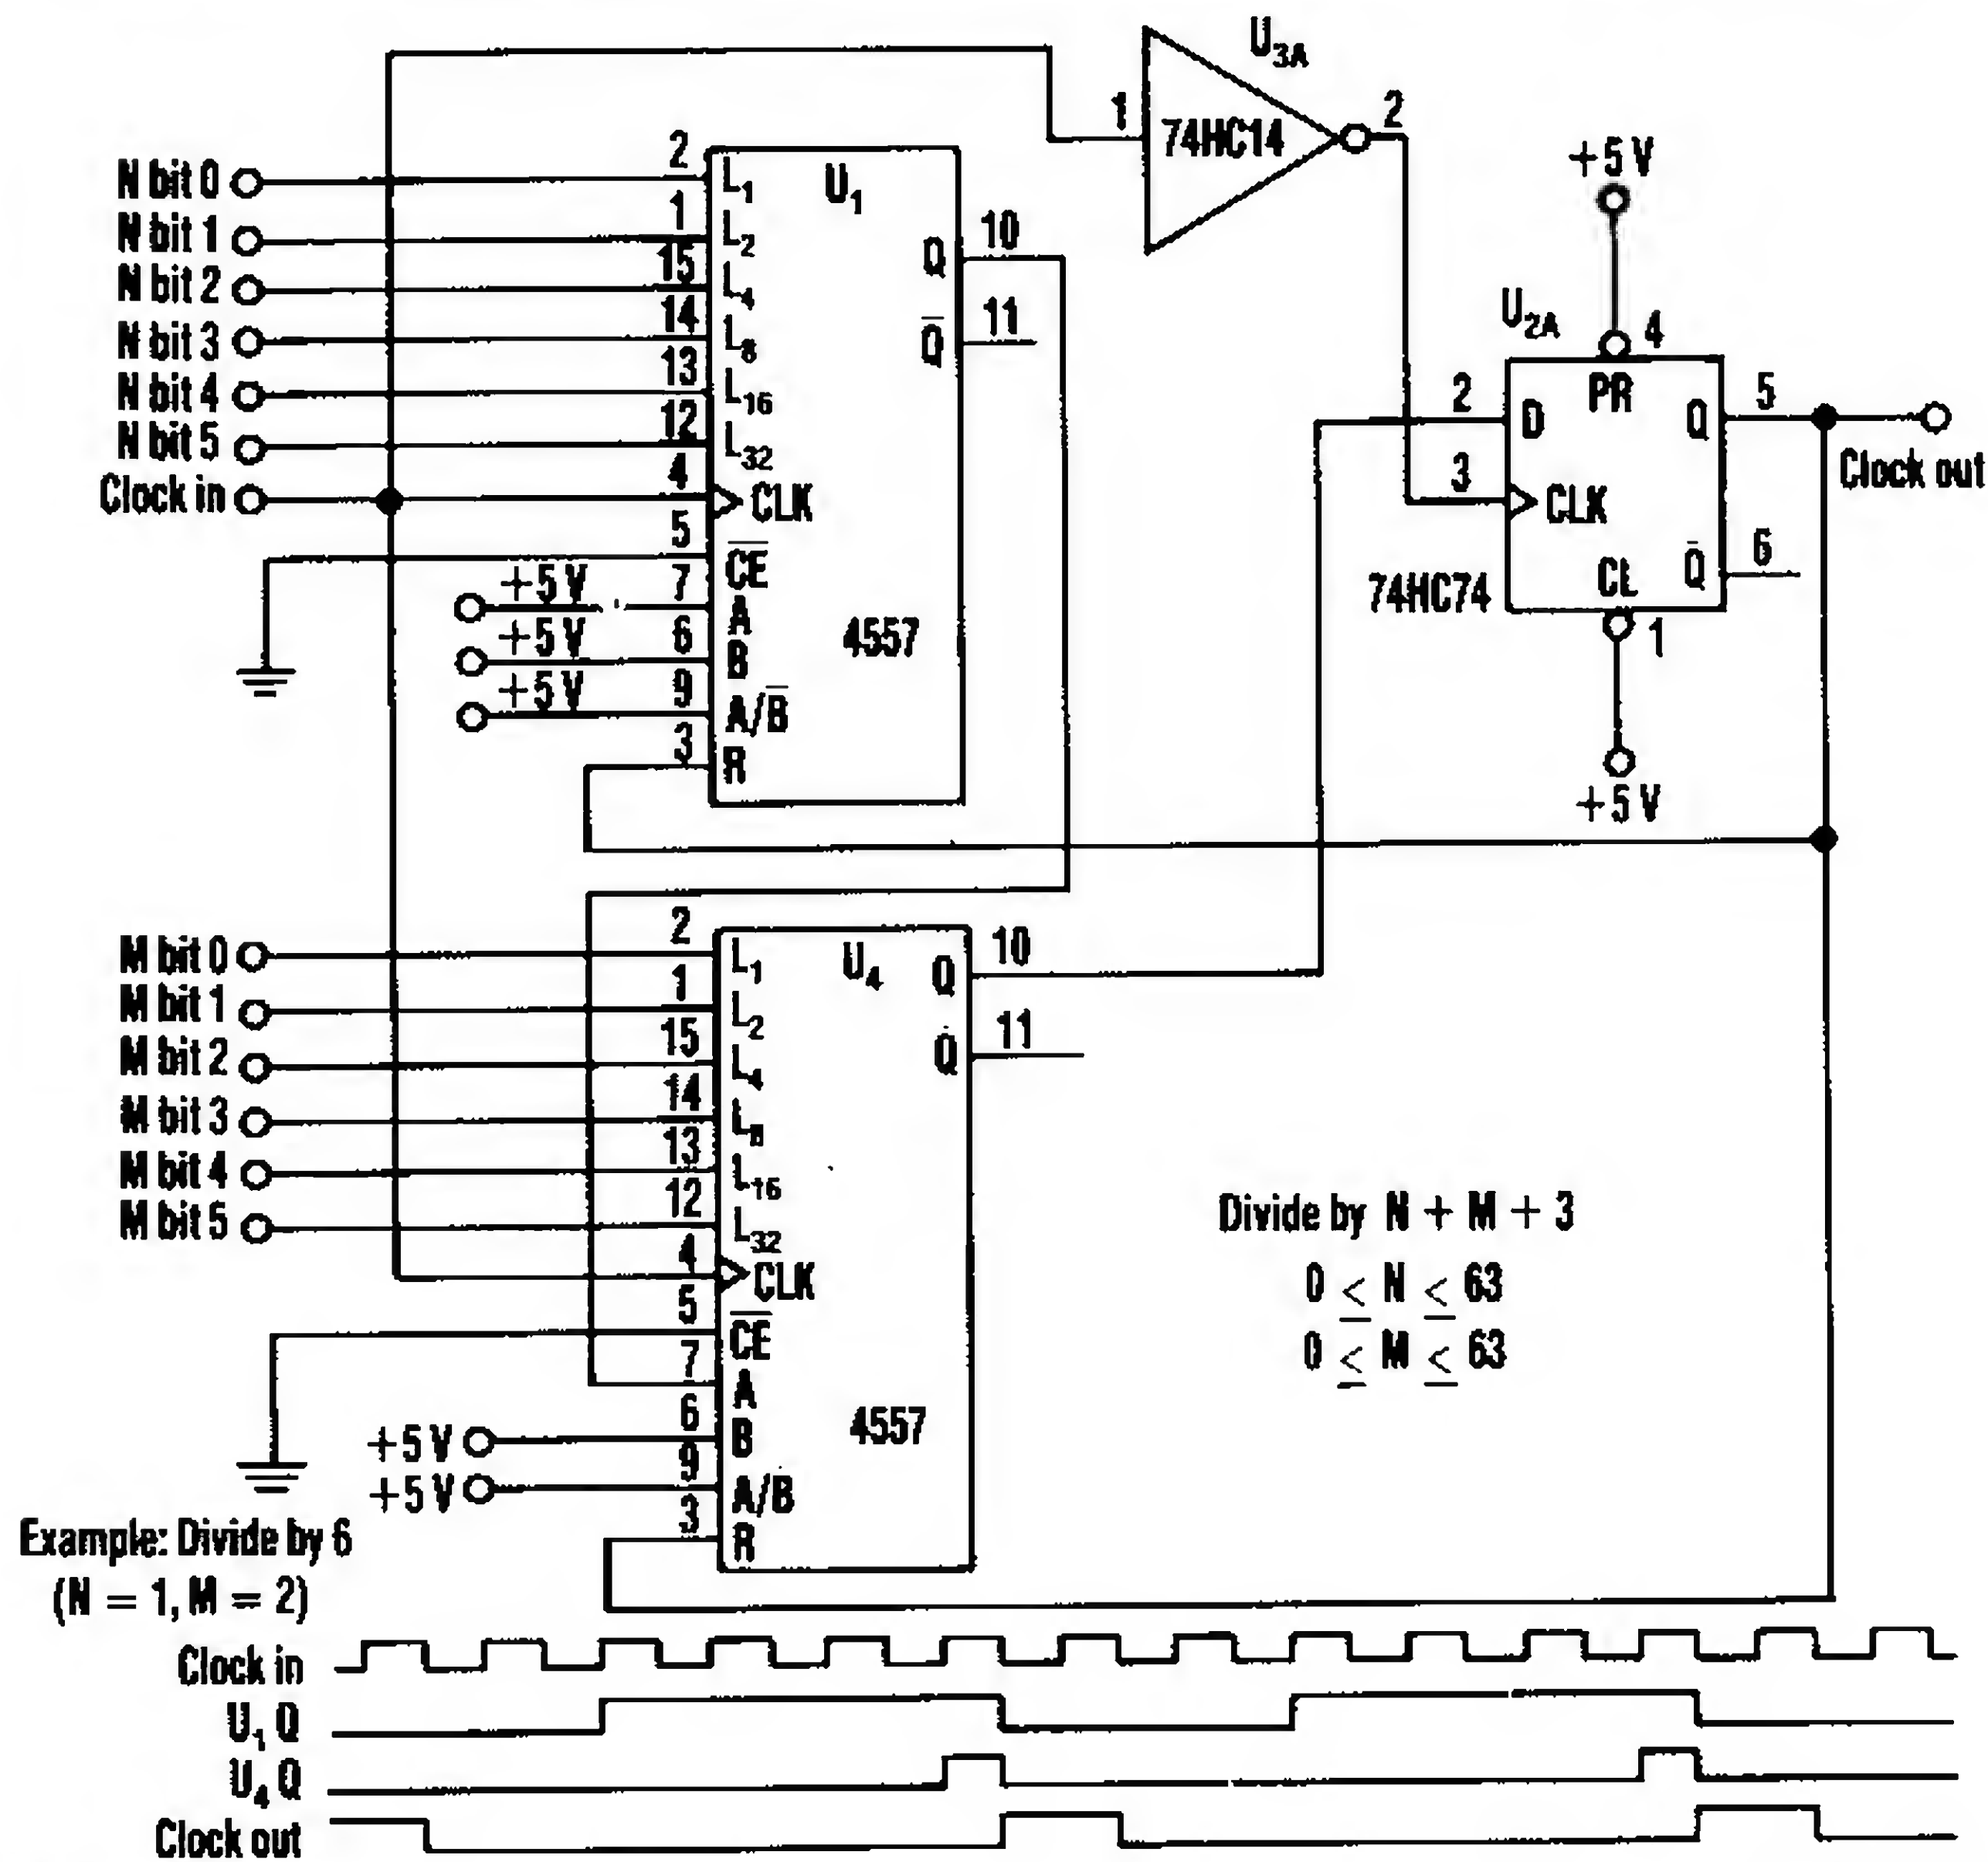 U3A
1
74HC14
2
+5 V
N bit 0
2
L1
U1
N bit 1
1
L2
N bit 2
15
L4
N bit 3
14
L8
N bit 4
13
L16
N bit 5
12
L32
Clock in
4
CLK
5
C̅E̅
+5 V
7
A
+5 V
6
B
+5 V
9
A/B̅
3
R
4557
Q
10
Q̅
11
U2A
4
PR
2
D
3
CLK
Q
5
Clock out
Q̅
6
CL
74HC74
1
+5 V
M bit 0
2
L1
U4
M bit 1
1
L2
M bit 2
15
L4
M bit 3
14
L8
M bit 4
13
L16
M bit 5
12
L32
4
CLK
5
C̅E̅
7
A
+5 V
6
B
+5 V
9
A/B
3
R
4557
Q
10
Q̅
11
Divide by N + M + 3
0 ≤ N ≤ 63
0 ≤ M ≤ 63
Example: Divide by 6
(N = 1, M = 2)
Clock in
U1 Q
U4 Q
Clock out